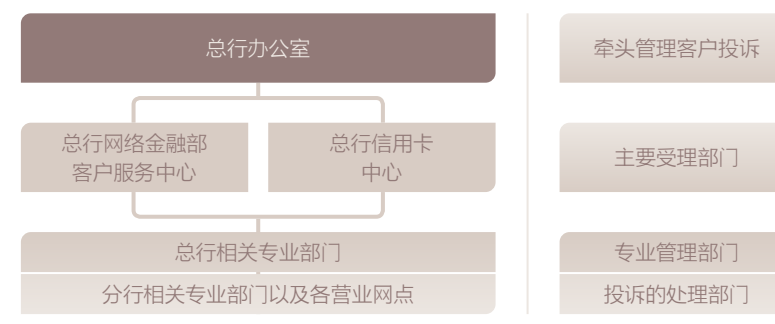 总行办公室
牵头管理客户投诉
总行网络金融部
客户服务中心
总行信用卡
中心
主要受理部门
总行相关专业部门
专业管理部门
分行相关专业部门以及各营业网点
投诉的处理部门